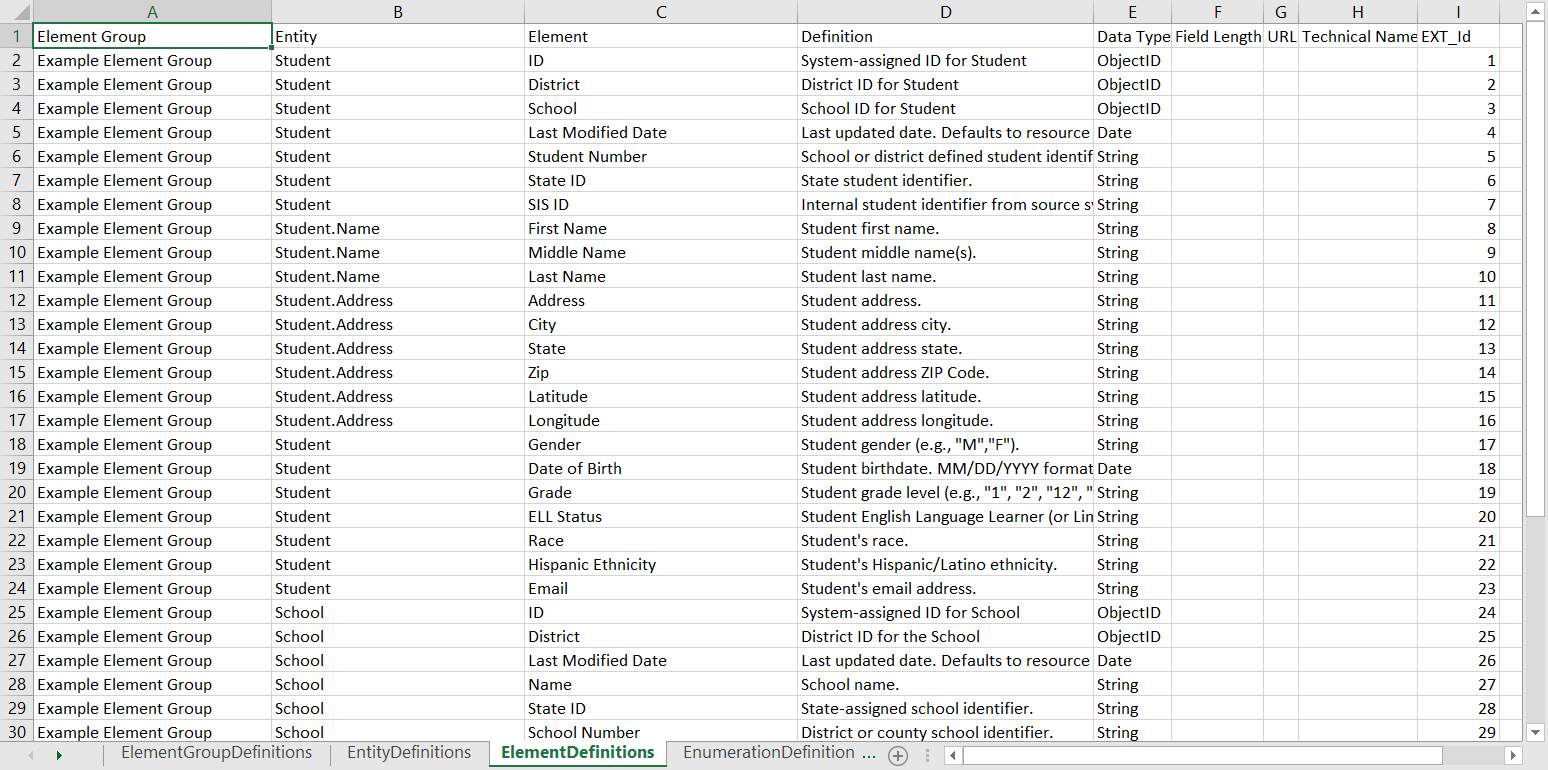 A B C D E F G H I
1 Element Group Entity Element Definition Data Type Field Length URL Technical Name EXT_Id
2 Example Element Group Student ID System-assigned ID for Student ObjectID 1
3 Example Element Group Student District District ID for Student ObjectID 2
4 Example Element Group Student School School ID for Student ObjectID 3
5 Example Element Group Student Last Modified Date Last updated date. Defaults to resource Date 4
6 Example Element Group Student Student Number School or district defined student identif String 5
7 Example Element Group Student State ID State student identifier. String 6
8 Example Element Group Student SIS ID Internal student identifier from source sy String 7
9 Example Element Group Student.Name First Name Student first name. String 8
10 Example Element Group Student.Name Middle Name Student middle name(s). String 9
11 Example Element Group Student.Name Last Name Student last name. String 10
12 Example Element Group Student.Address Address Student address. String 11
13 Example Element Group Student.Address City Student address city. String 12
14 Example Element Group Student.Address State Student address state. String 13
15 Example Element Group Student.Address Zip Student address ZIP Code. String 14
16 Example Element Group Student.Address Latitude Student address latitude. String 15
17 Example Element Group Student.Address Longitude Student address longitude. String 16
18 Example Element Group Student Gender Student gender (e.g., "M","F"). String 17
19 Example Element Group Student Date of Birth Student birthdate. MM/DD/YYYY format Date 18
20 Example Element Group Student Grade Student grade level (e.g., "1", "2", "12", " String 19
21 Example Element Group Student ELL Status Student English Language Learner (or Lin String 20
22 Example Element Group Student Race Student's race. String 21
23 Example Element Group Student Hispanic Ethnicity Student's Hispanic/Latino ethnicity. String 22
24 Example Element Group Student Email Student's email address. String 23
25 Example Element Group School ID System-assigned ID for School ObjectID 24
26 Example Element Group School District District ID for the School ObjectID 25
27 Example Element Group School Last Modified Date Last updated date. Defaults to resource Date 26
28 Example Element Group School Name School name. String 27
29 Example Element Group School State ID State-assigned school identifier. String 28
30 Example Element Group School School Number District or county school identifier. String 29
ElementGroupDefinitions EntityDefinitions ElementDefinitions EnumerationDefinition ...